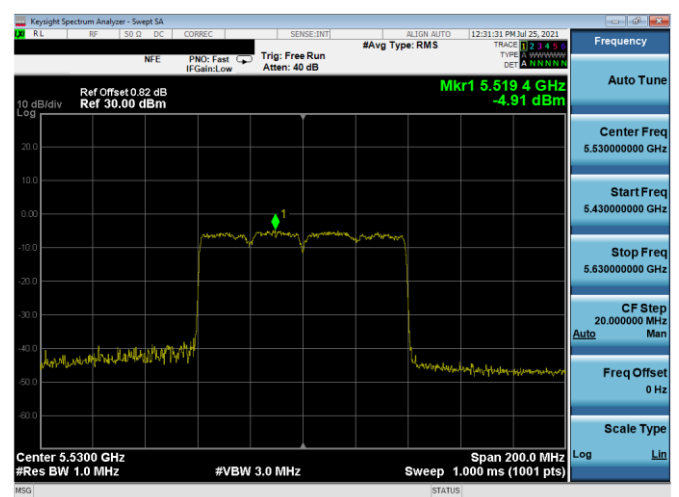 Keysight Spectrum Analyzer - Swept SA
RL RF 50 Ω DC CORREC SENSE:INT ALIGN AUTO 12:31:31 PM Jul 25, 2021
NFE PNO: Fast Trig: Free Run #Avg Type: RMS TRACE 1 2 3 4 5 6
IFGain:Low Atten: 40 dB TYPE A WWWWW
DET A N N N N N
Ref Offset 0.82 dB Mkr1 5.519 4 GHz
10 dB/div Ref 30.00 dBm -4.91 dBm
Log
20.0
10.0
0.00
1
-10.0
-20.0
-30.0
-40.0
-50.0
-60.0
Center 5.5300 GHz Span 200.0 MHz
#Res BW 1.0 MHz #VBW 3.0 MHz Sweep 1.000 ms (1001 pts)
MSG STATUS
Frequency
Auto Tune
Center Freq
5.530000000 GHz
Start Freq
5.430000000 GHz
Stop Freq
5.630000000 GHz
CF Step
20.000000 MHz
Auto Man
Freq Offset
0 Hz
Scale Type
Log Lin